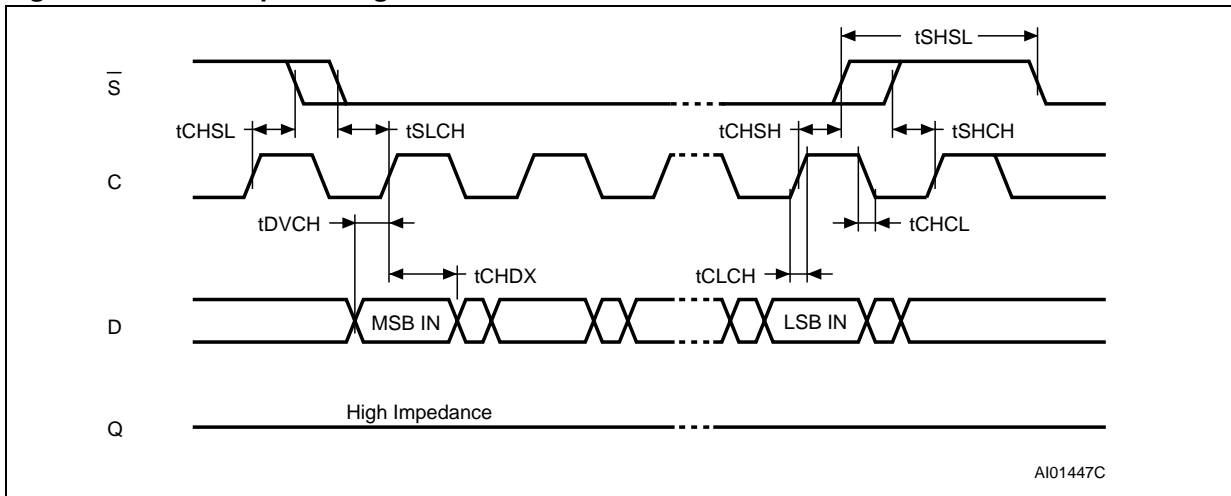 tSHSL
S̅
tCHSL
tSLCH
tCHSH
tSHCH
C
tDVCH
tCHCL
tCHDX
tCLCH
D
MSB IN
LSB IN
High Impedance
Q
AI01447C